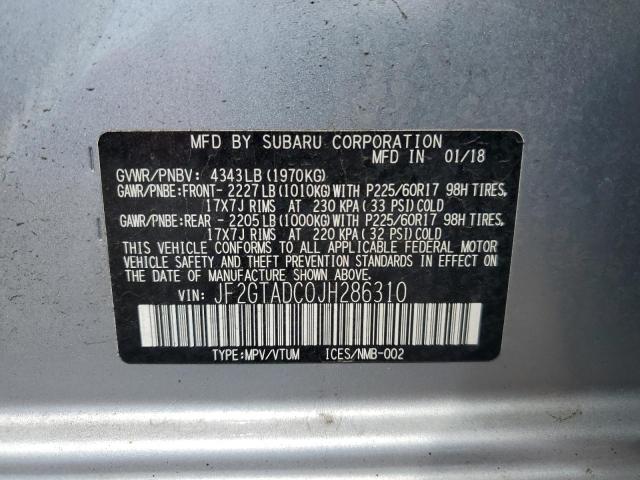 MFD BY SUBARU CORPORATION
MFD IN 01/18
GVWR/PNBV: 4343LB(1970KG)
GAWR/PNBE:FRONT- 2227LB(1010KG)WITH P225/60R17 98H TIRES,
17X7J RIMS AT 230 KPA(33 PSI)COLD
GAWR/PNBE:REAR - 2205LB(1000KG)WITH P225/60R17 98H TIRES,
17X7J RIMS AT 220 KPA(32 PSI)COLD
THIS VEHICLE CONFORMS TO ALL APPLICABLE FEDERAL MOTOR
VEHICLE SAFETY AND THEFT PREVENTION STANDARDS IN EFFECT
ON THE DATE OF MANUFACTURE SHOWN ABOVE.
VIN: JF2GTADC0JH286310
TYPE:MPV/VTUM ICES/NMB-002